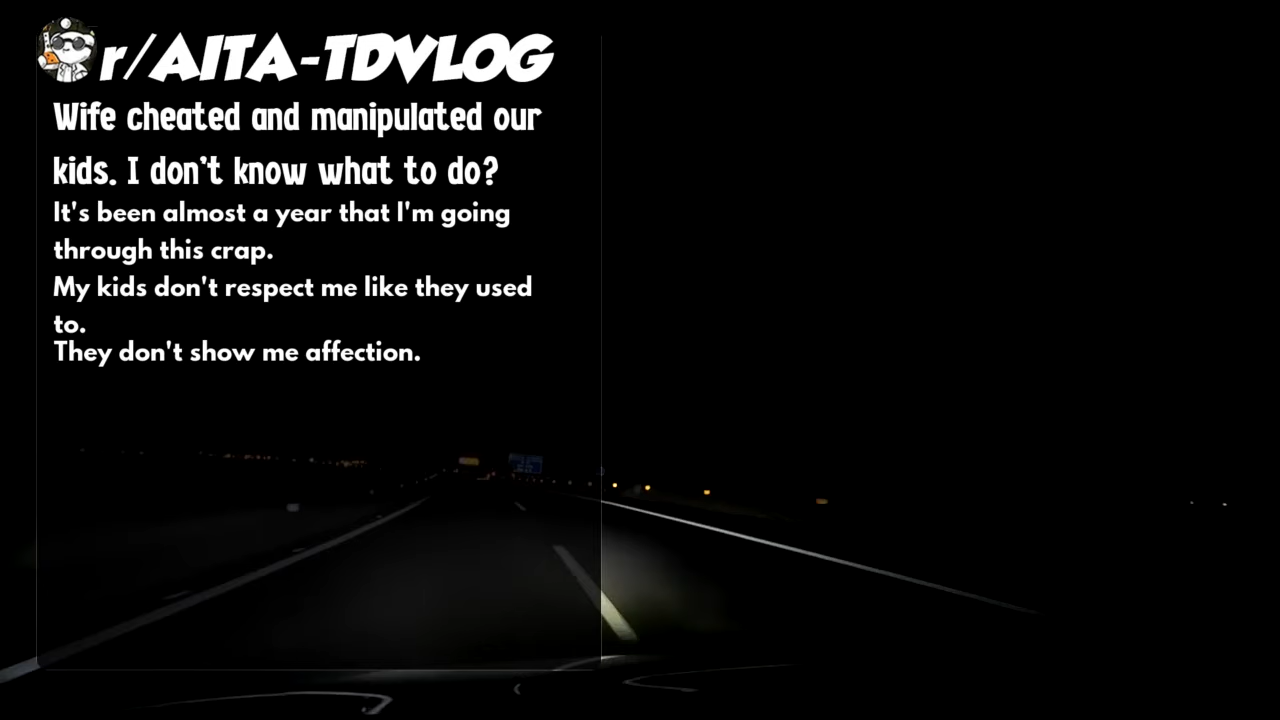 r/AITA-TDVLOG
Wife cheated and manipulated our
kids. I don't know what to do?
It's been almost a year that I'm going
through this crap.
My kids don't respect me like they used
to.
They don't show me affection.